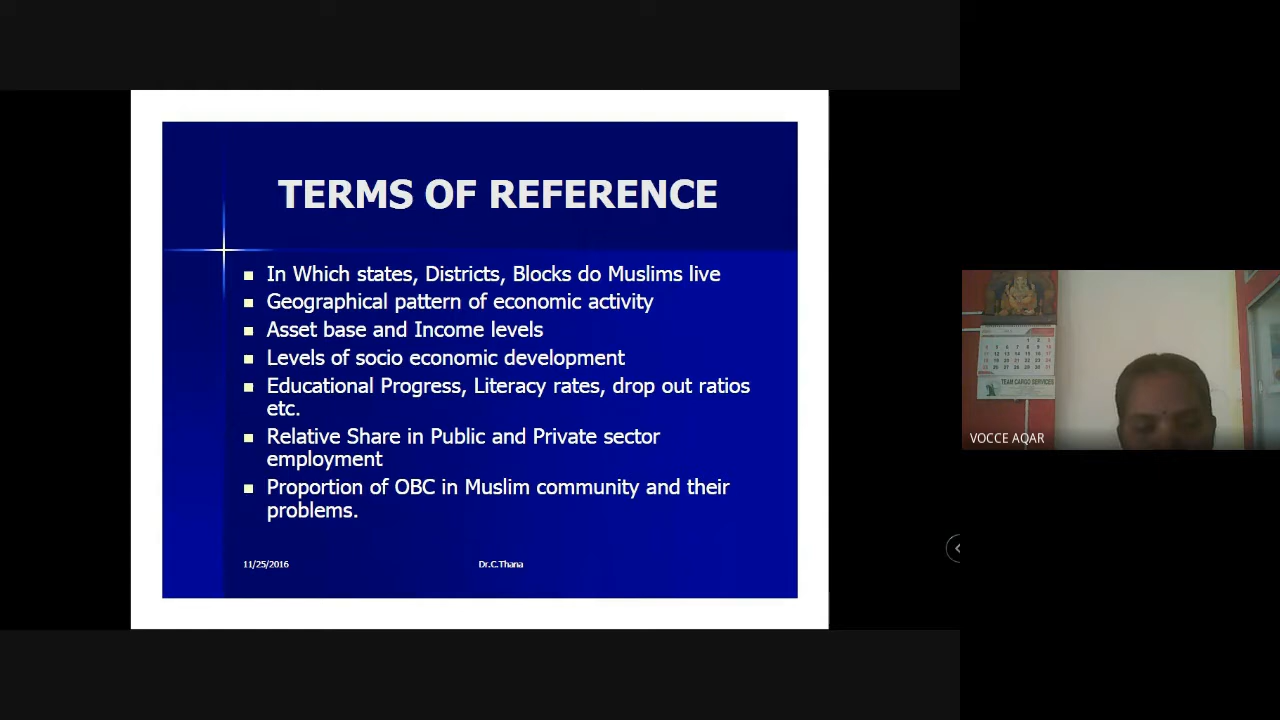 TERMS OF REFERENCE
In Which states, Districts, Blocks do Muslims live
Geographical pattern of economic activity
Asset base and Income levels
Levels of socio economic development
Educational Progress, Literacy rates, drop out ratios
etc.
Relative Share in Public and Private sector
employment
Proportion of OBC in Muslim community and their
problems.
11/25/2016
Dr.C.Thana
TEAM CARGO SERVICES
VOCCE AQAR